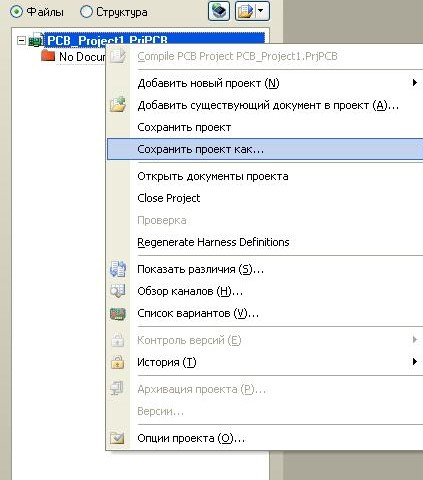 Файлы
Структура
PCB_Project1.PrjPCB
No Docum
Compile PCB Project PCB_Project1.PrjPCB
Добавить новый проект (N)
Добавить существующий документ в проект (A)...
Сохранить проект
Сохранить проект как...
Открыть документы проекта
Close Project
Проверка
Regenerate Harness Definitions
Показать различия (S)...
Обзор каналов (H)...
Список вариантов (V)...
Контроль версий (E)
История (T)
Архивация проекта (P)...
Версии...
Опции проекта (O)...